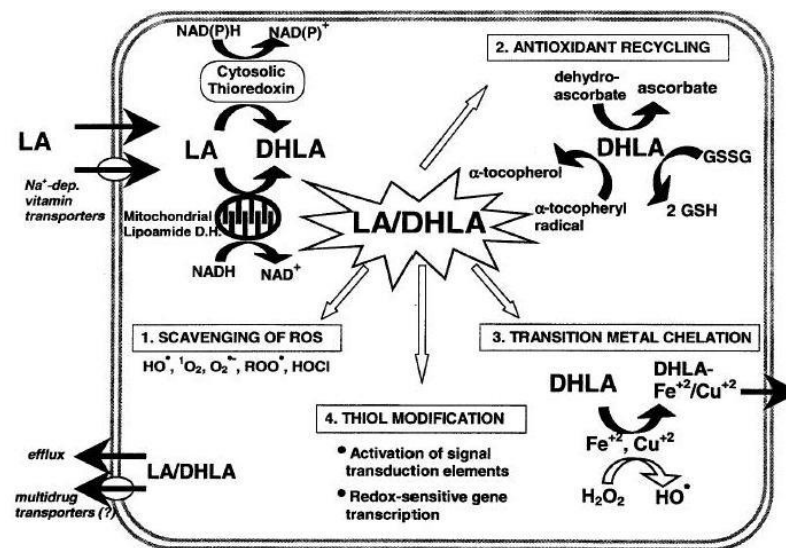 NAD(P)H NAD(P)+
Cytosolic
Thioredoxin
LA
LA DHLA
Na+-dep.
vitamin
transporters
Mitochondrial
Lipoamide D.H.
NADH NAD+
LA/DHLA
2. ANTIOXIDANT RECYCLING
dehydro-
ascorbate
ascorbate
DHLA
GSSG
α-tocopherol
α-tocopheryl
radical
2 GSH
1. SCAVENGING OF ROS
HO•, ¹O₂, O₂•-, ROO•, HOCl
3. TRANSITION METAL CHELATION
DHLA
DHLA-
Fe+2/Cu+2
Fe+2, Cu+2
H₂O₂ HO•
4. THIOL MODIFICATION
• Activation of signal
transduction elements
• Redox-sensitive gene
transcription
efflux
LA/DHLA
multidrug
transporters (?)